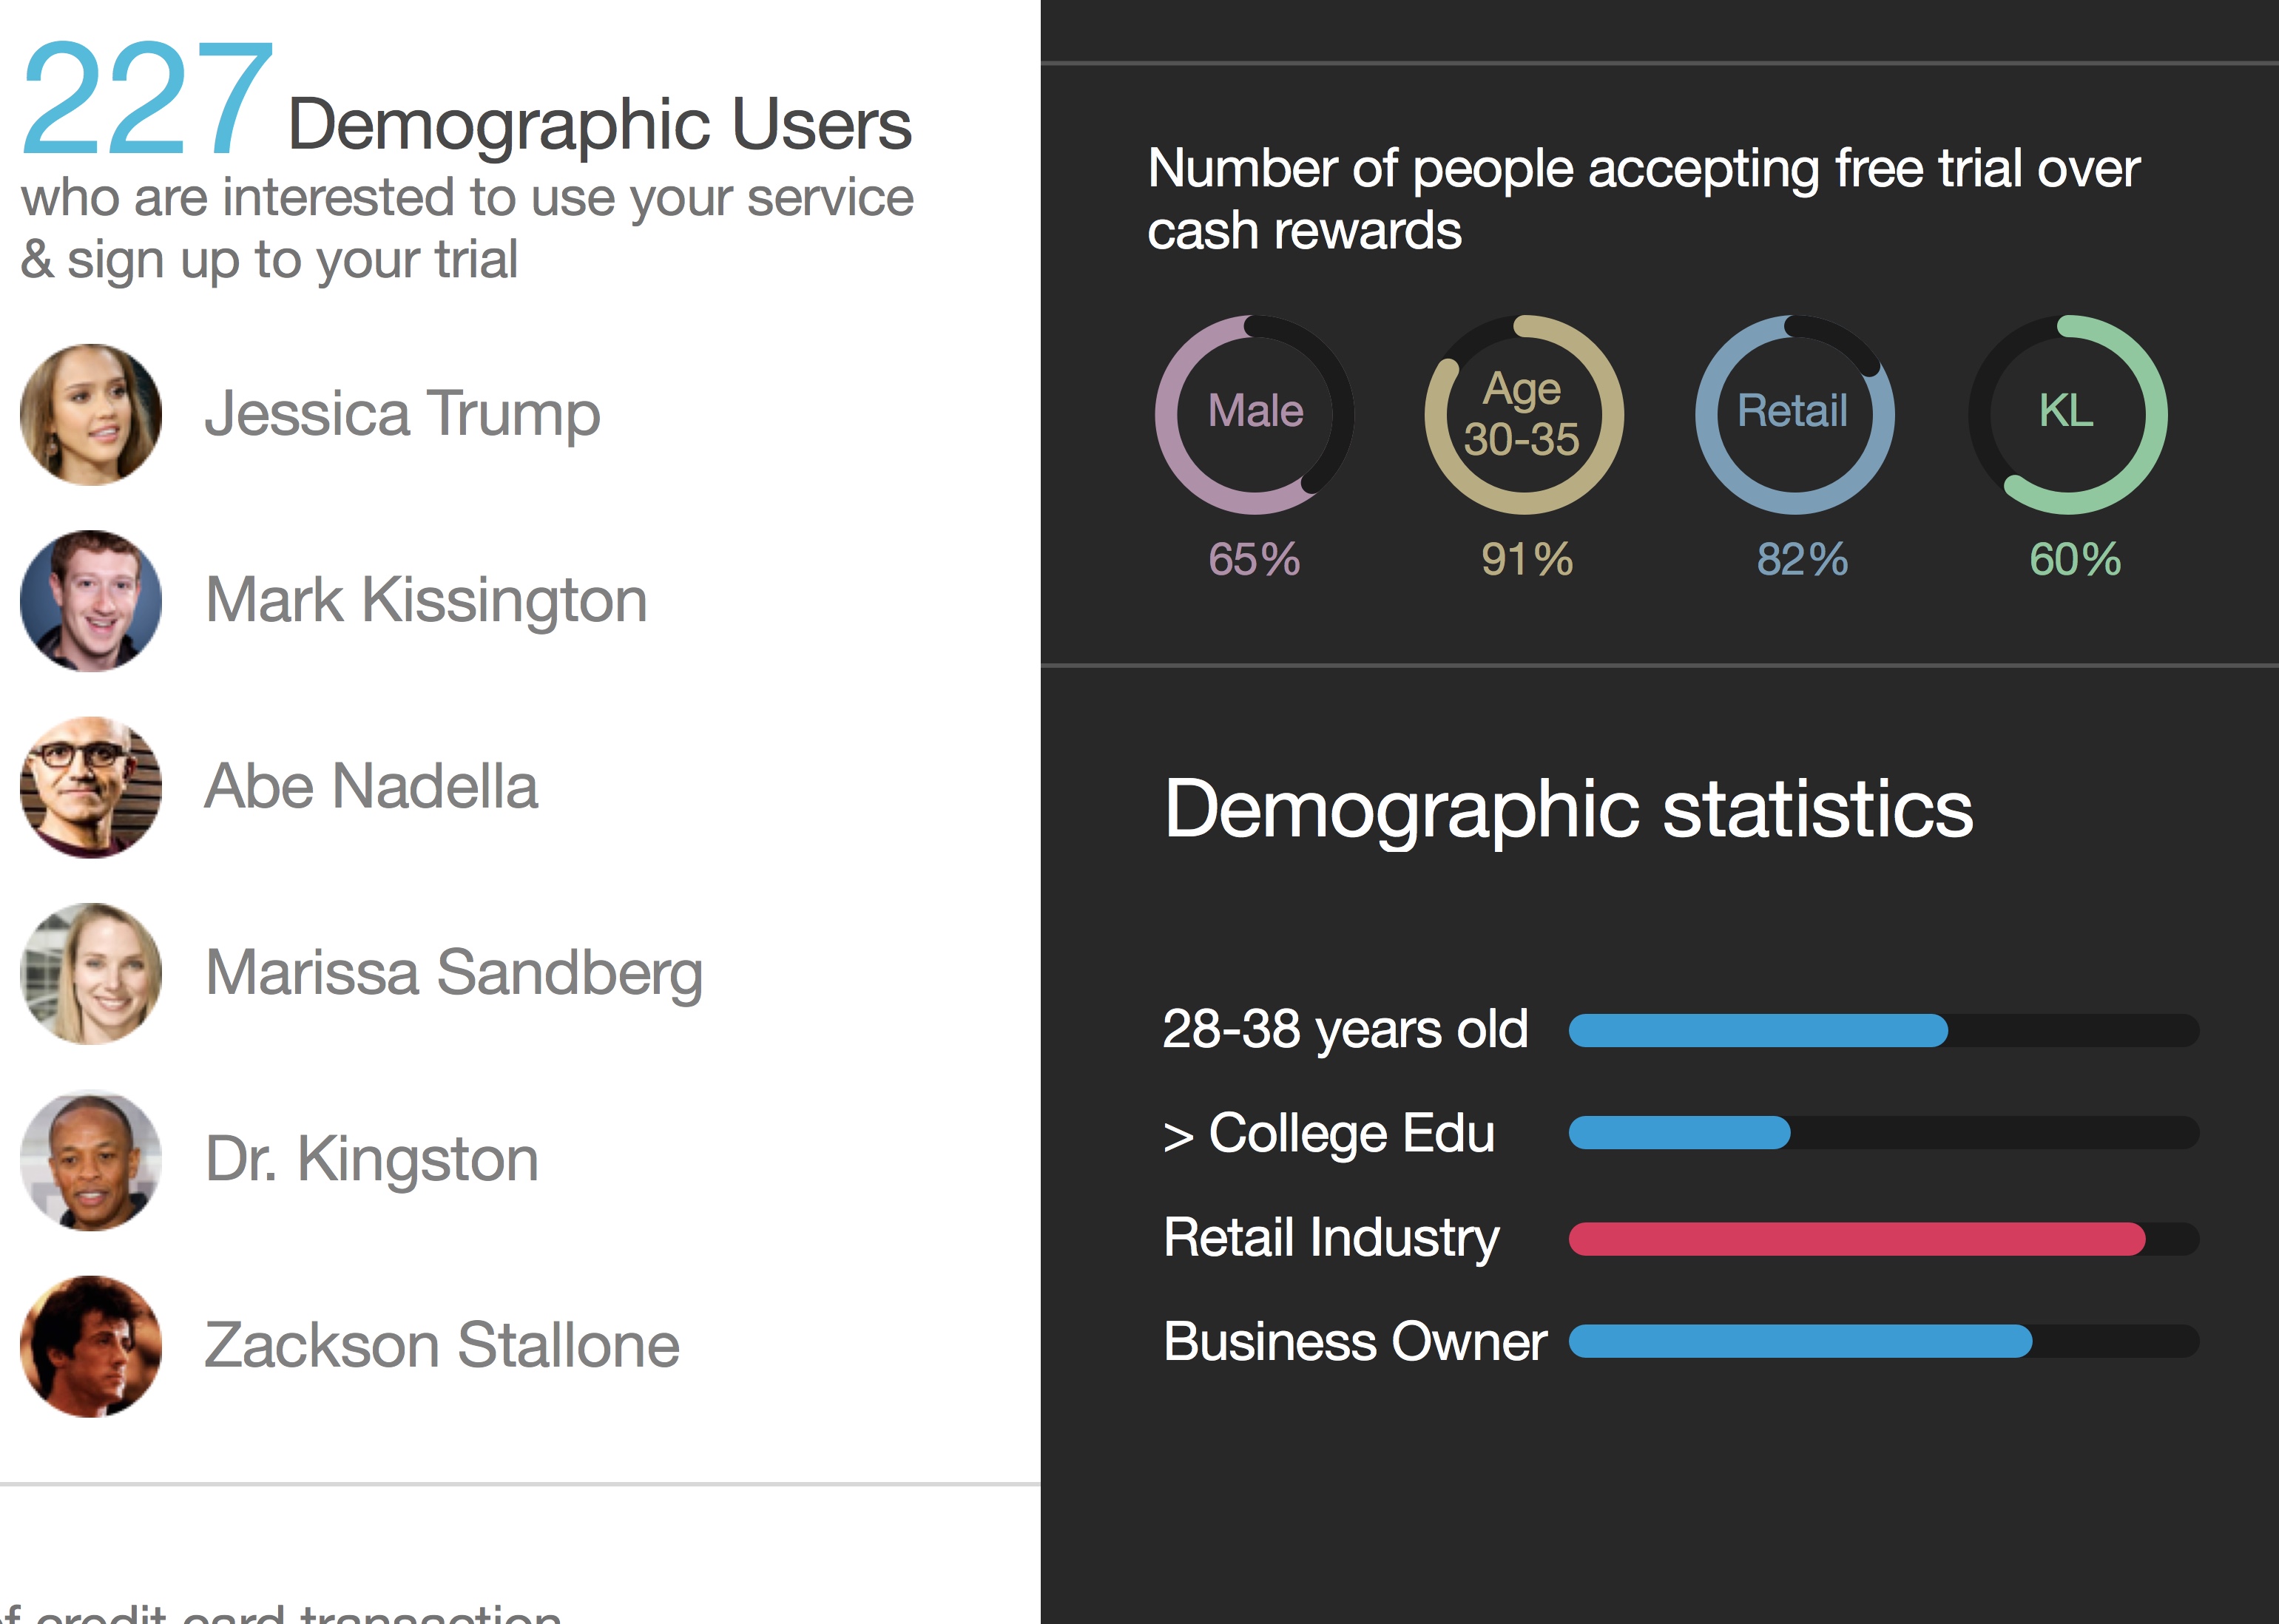 227 Demographic Users
who are interested to use your service
& sign up to your trial
Jessica Trump
Mark Kissington
Abe Nadella
Marissa Sandberg
Dr. Kingston
Zackson Stallone
of credit card transaction
Number of people accepting free trial over
cash rewards
Male
65%
Age
30-35
91%
Retail
82%
KL
60%
Demographic statistics
28-38 years old
> College Edu
Retail Industry
Business Owner